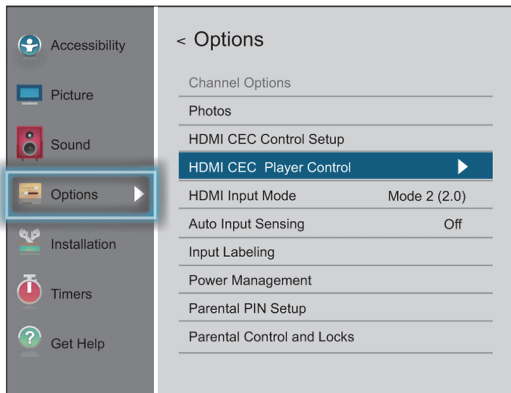 Accessibility
Picture
Sound
Options
Installation
Timers
? Get Help
< Options
Channel Options
Photos
HDMI CEC Control Setup
HDMI CEC Player Control
HDMI Input Mode Mode 2 (2.0)
Auto Input Sensing Off
Input Labeling
Power Management
Parental PIN Setup
Parental Control and Locks